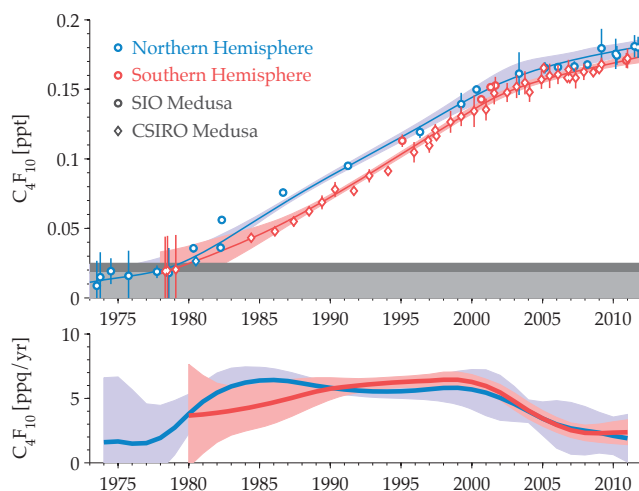 0.2
0.15
0.1
0.05
0
C₄F₁₀ [ppt]
Northern Hemisphere
Southern Hemisphere
SIO Medusa
CSIRO Medusa
1975 1980 1985 1990 1995 2000 2005 2010
10
5
0
C₄F₁₀ [ppq/yr]
1975 1980 1985 1990 1995 2000 2005 2010